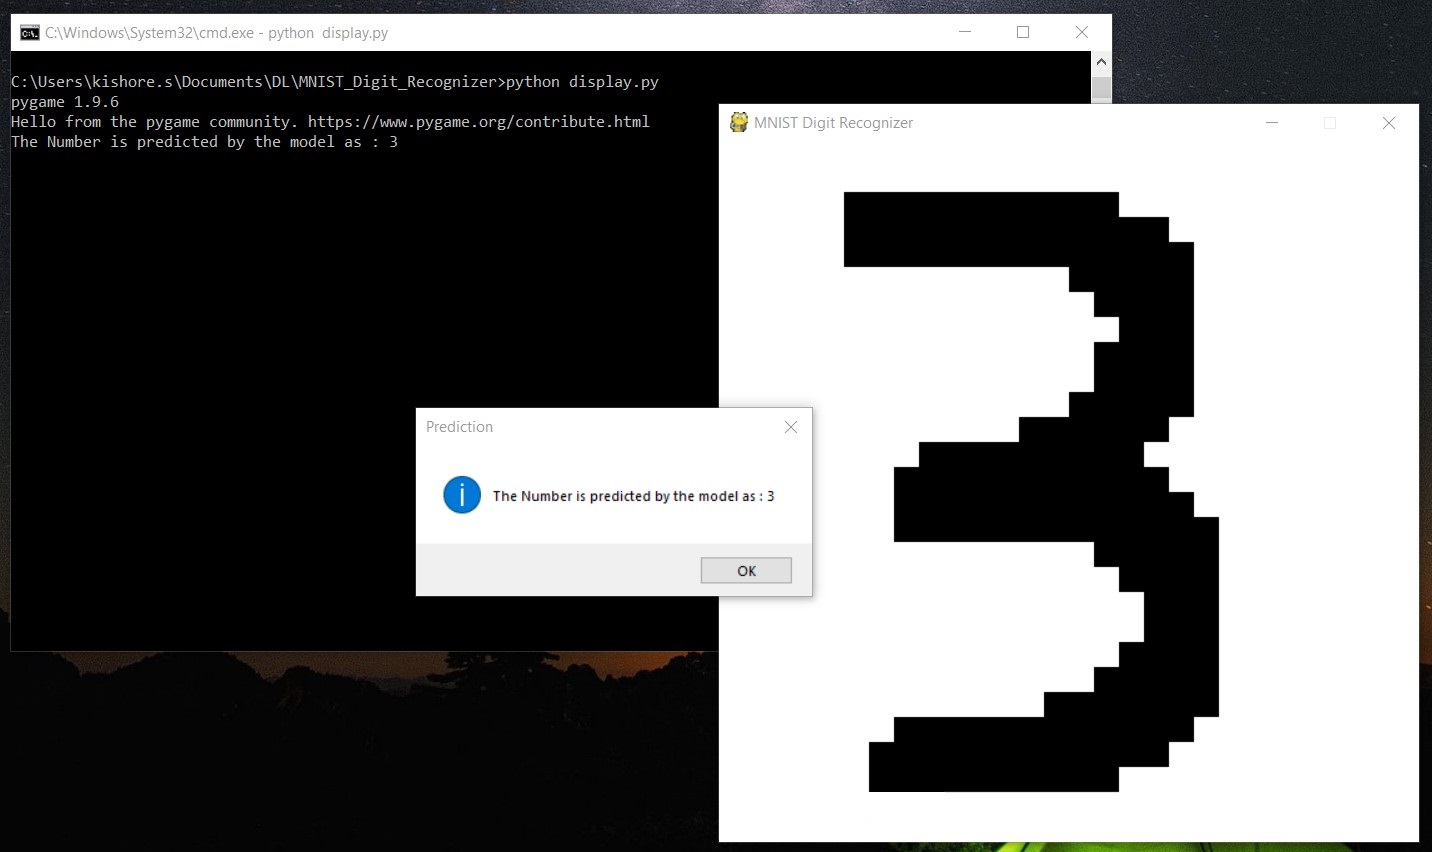 C:\Windows\System32\cmd.exe - python  display.py
C:\Users\kishore.s\Documents\DL\MNIST_Digit_Recognizer>python display.py
pygame 1.9.6
Hello from the pygame community. https://www.pygame.org/contribute.html
The Number is predicted by the model as : 3
MNIST Digit Recognizer
3
Prediction
The Number is predicted by the model as : 3
OK